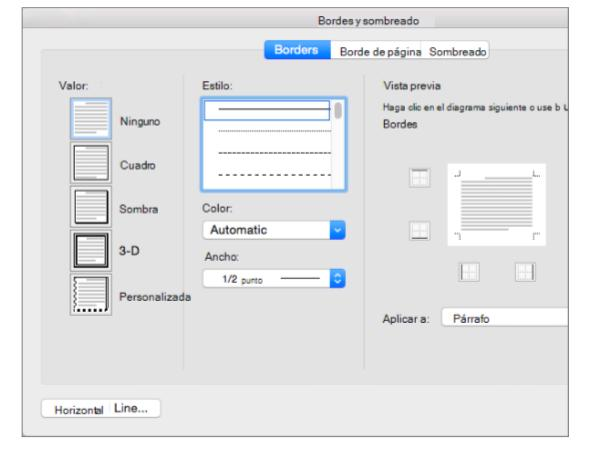 Bordes y sombreado
Borders Borde de página Sombreado
Valor:
Ninguno
Cuadro
Sombra
3-D
Personalizada
Estilo:
Color:
Automatic
Ancho:
1/2 punto
Vista previa
Haga clic en el diagrama siguiente o use b
Bordes
Aplicar a: Párrafo
Horizontal Line...